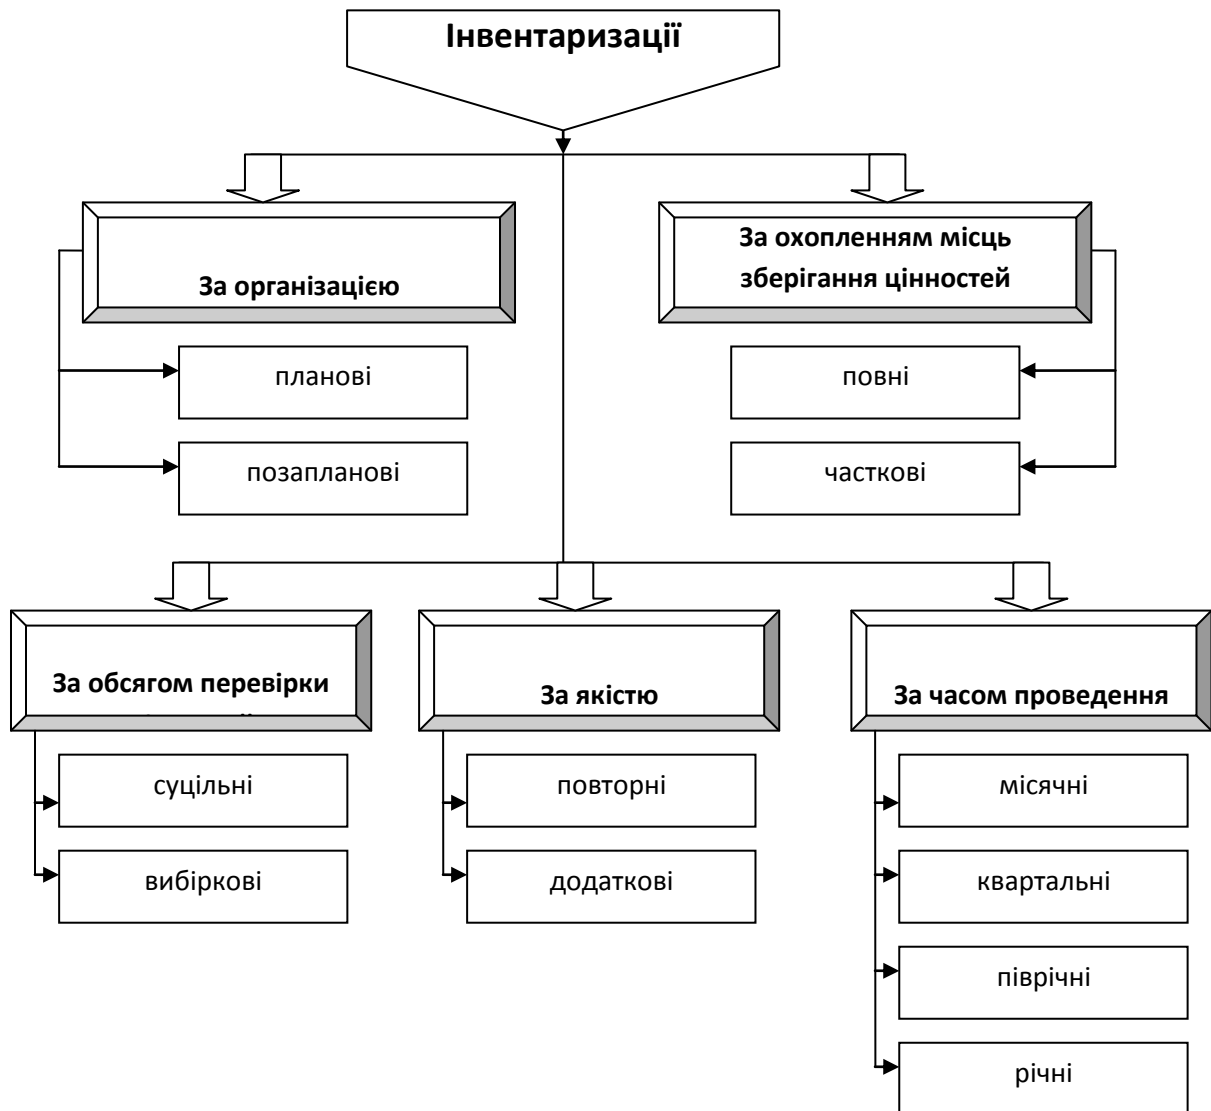 Інвентаризації
За організацією
За охопленням місць
зберігання цінностей
планові
повні
позапланові
часткові
За обсягом перевірки
За якістю
За часом проведення
суцільні
повторні
місячні
вибіркові
додаткові
квартальні
піврічні
річні